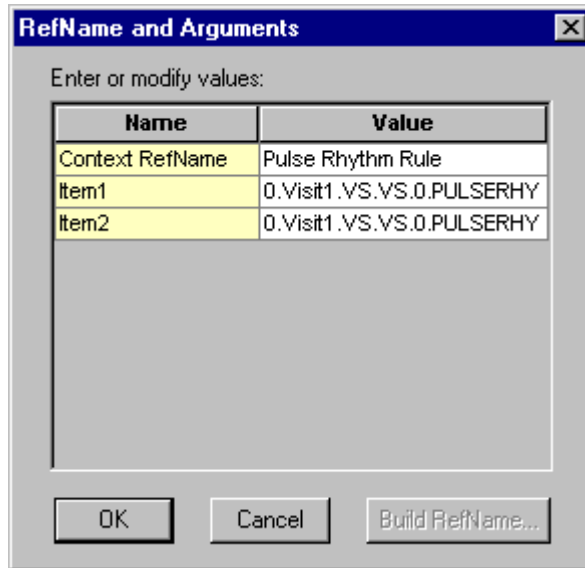 RefName and Arguments
Enter or modify values:
Name Value
Context RefName Pulse Rhythm Rule
Item1 0.Visit1.VS.VS.0.PULSERHY
Item2 0.Visit1.VS.VS.0.PULSERHY
OK Cancel Build RefName...